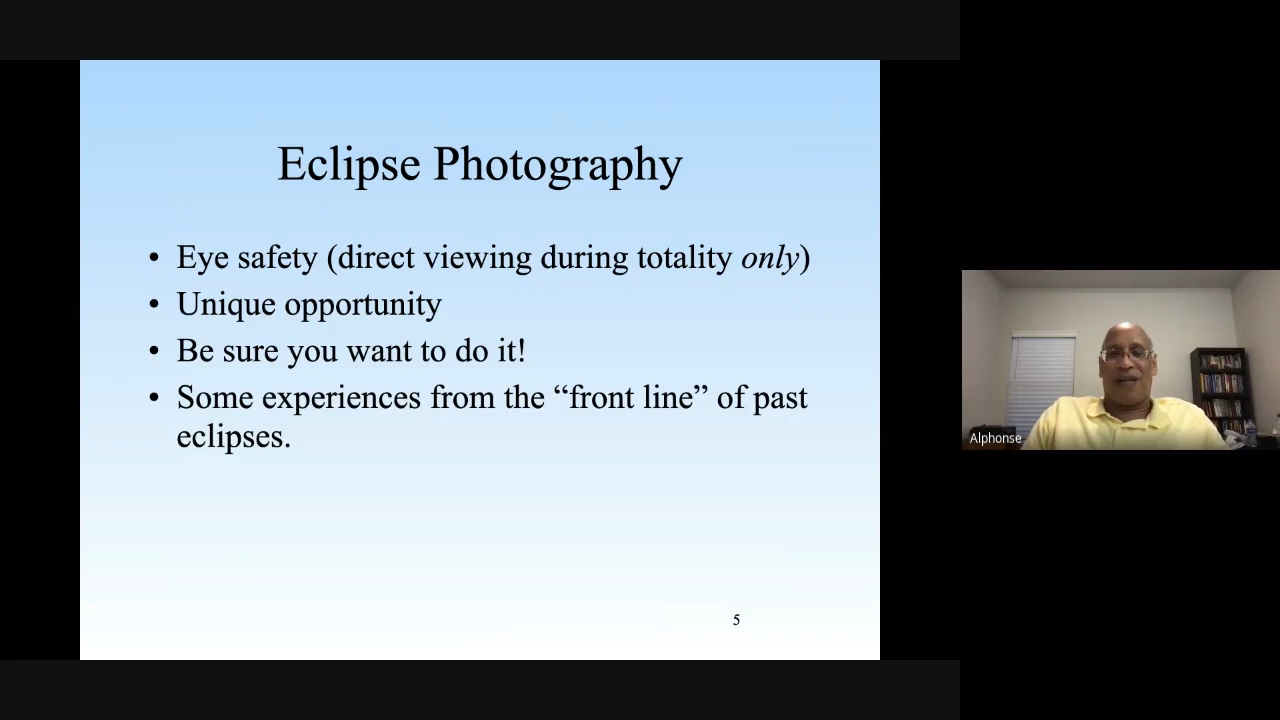 Eclipse Photography
• Eye safety (direct viewing during totality only)
• Unique opportunity
• Be sure you want to do it!
• Some experiences from the “front line” of past
eclipses.
5
Alphonse